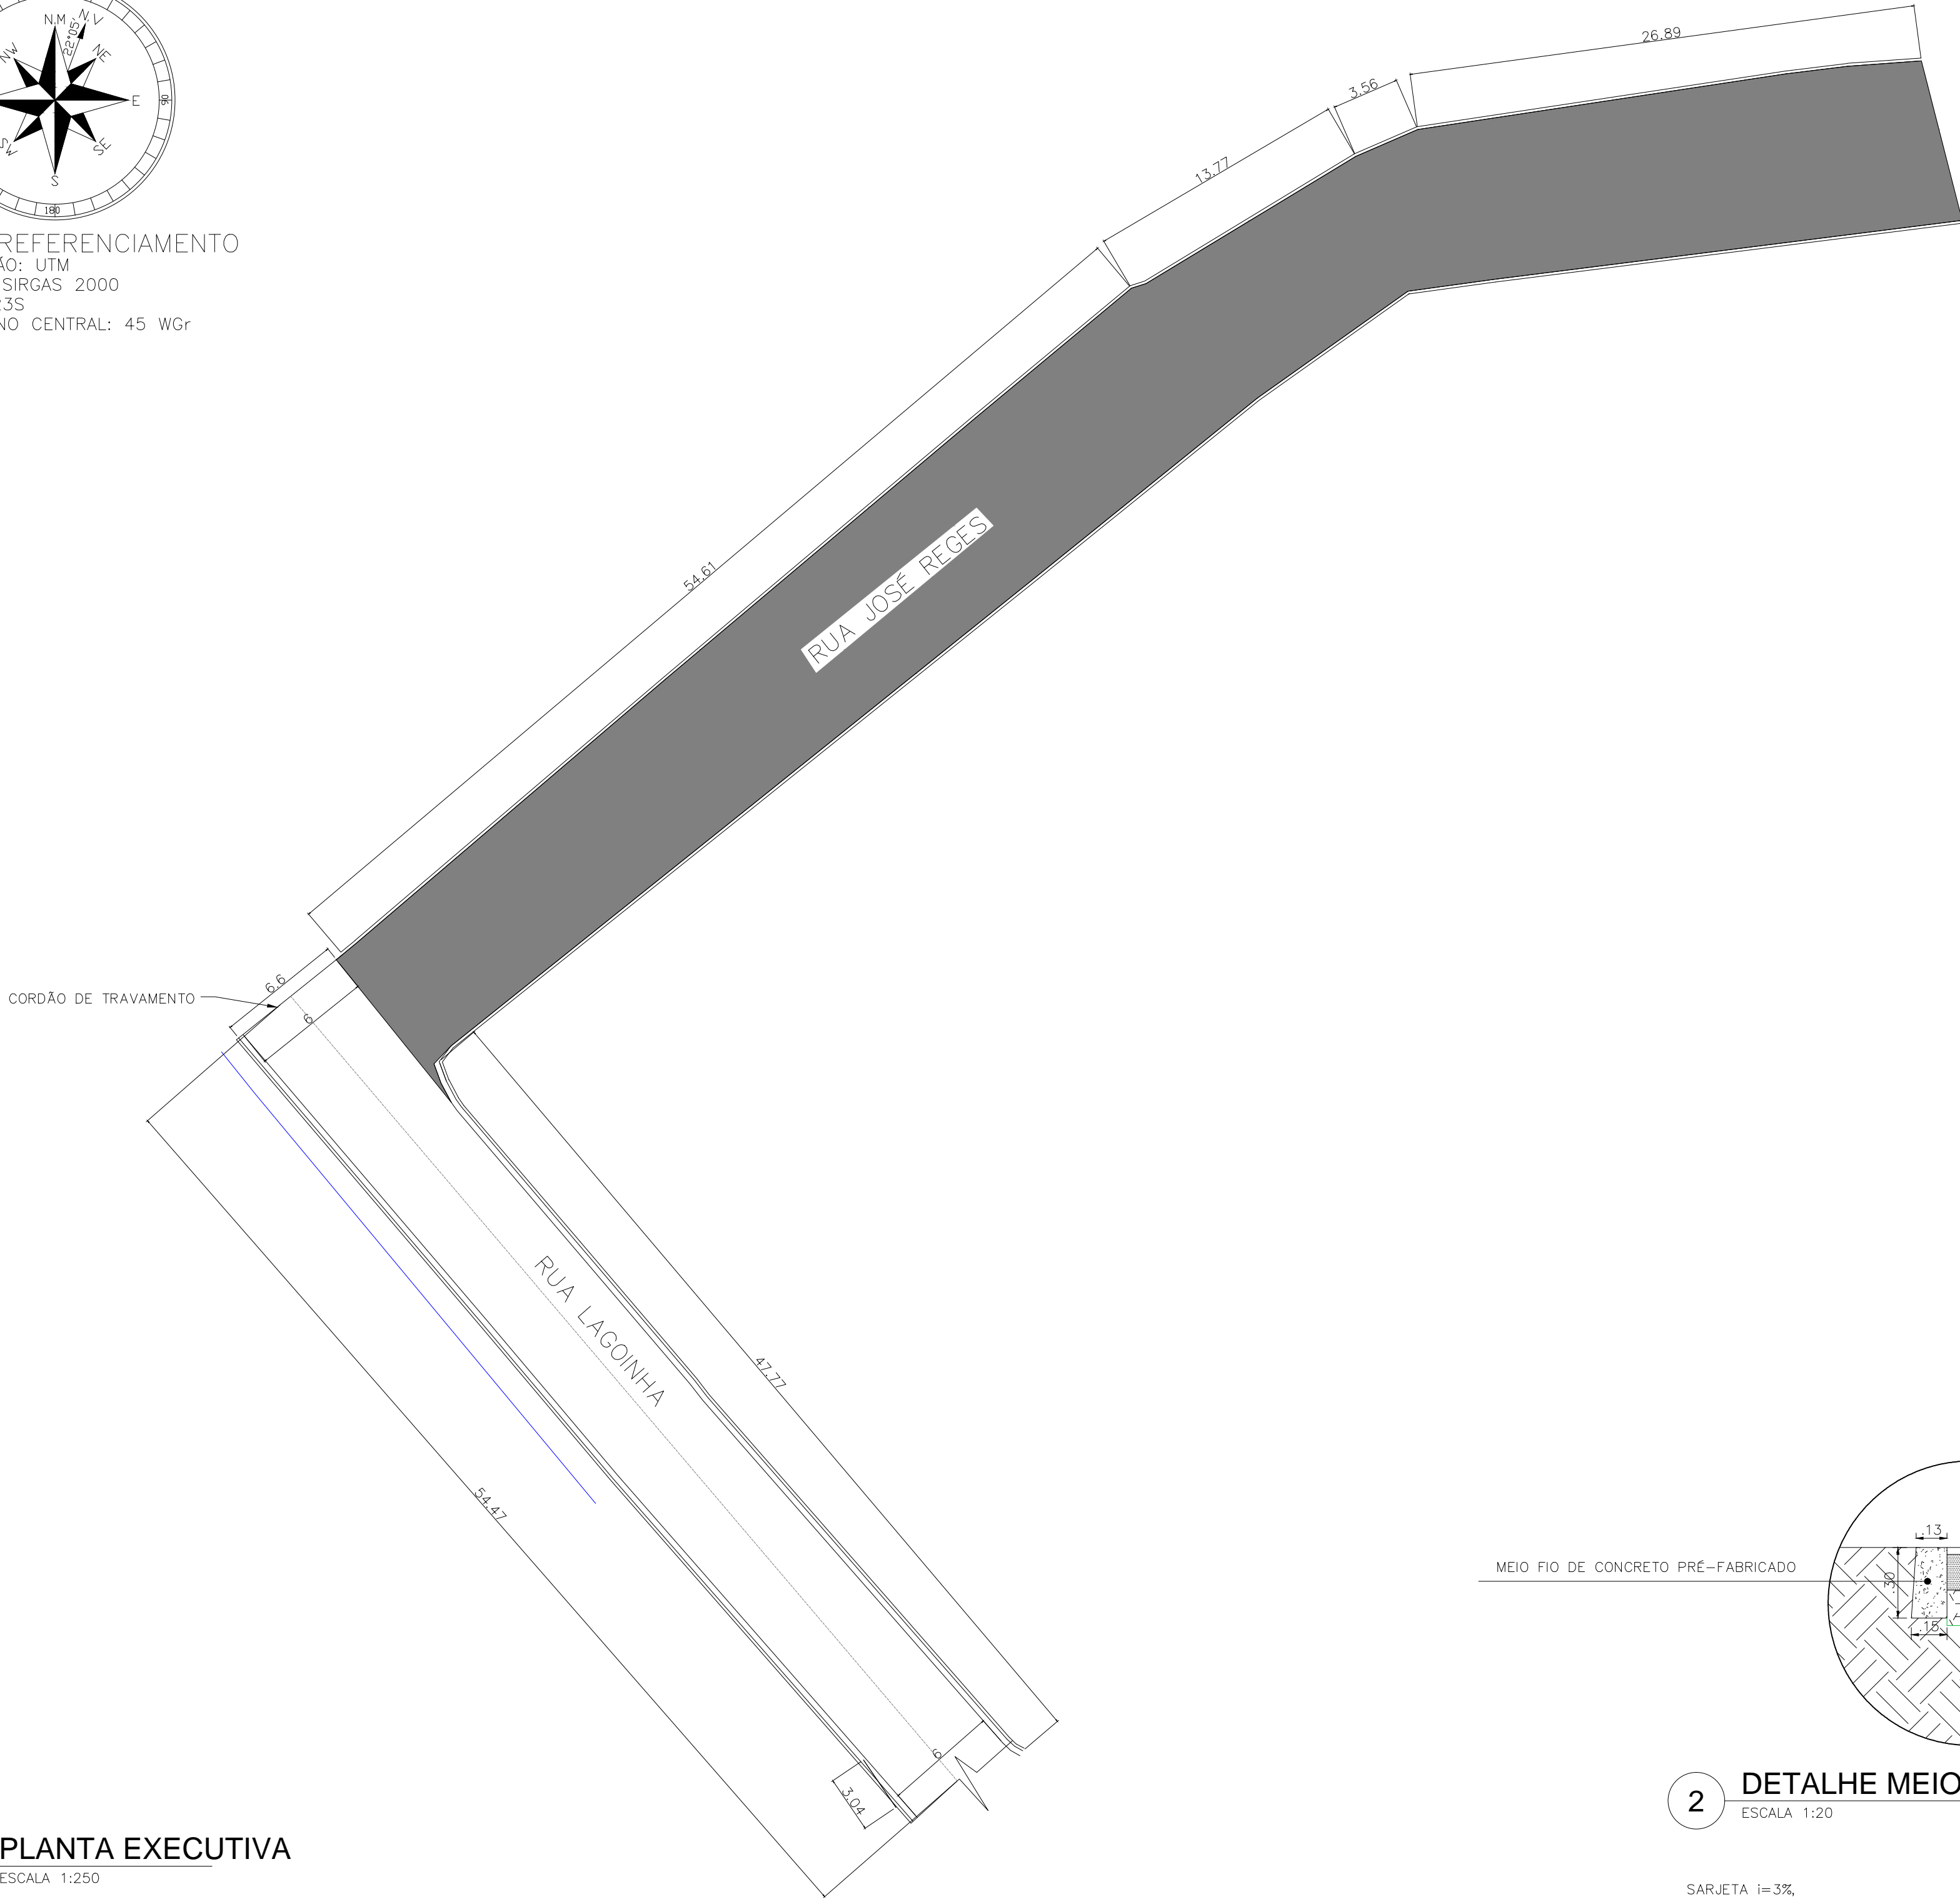 N.M
N.V
22°05'
NW
NE
E
90
SW
SE
S
180
REFERENCIAMENTO
ÃO: UTM
SIRGAS 2000
23S
NO CENTRAL: 45 WGr
26.89
3.56
13.77
54.61
RUA JOSÉ REGES
6.6
CORDÃO DE TRAVAMENTO
6
RUA LAGOINHA
47.77
54.47
6
3.04
.13
MEIO FIO DE CONCRETO PRÉ-FABRICADO
.30
.15
2
DETALHE MEIO
ESCALA 1:20
PLANTA EXECUTIVA
ESCALA 1:250
SARJETA i=3%,